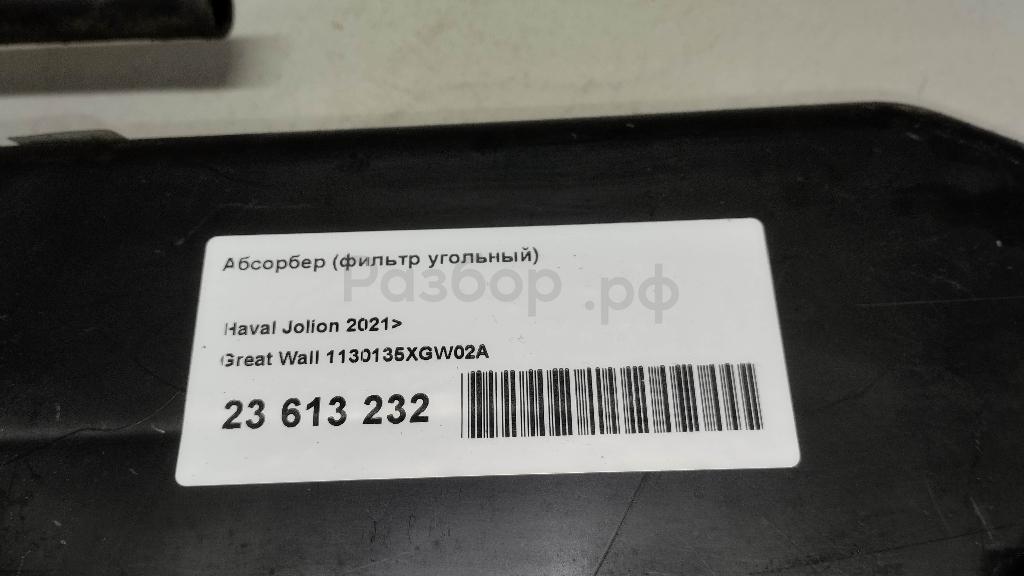 Абсорбер (фильтр угольный)
Разбор.рф
Haval Jolion 2021>
Great Wall 1130135XGW02A
23 613 232